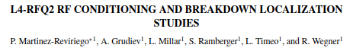 L4-RFQ2 RF CONDITIONING AND BREAKDOWN LOCALIZATION
STUDIES
P. Martinez-Reviriego*¹, A. Grudiev¹, L. Millar¹, S. Ramberger¹, L. Timeo¹, and R. Wegner¹